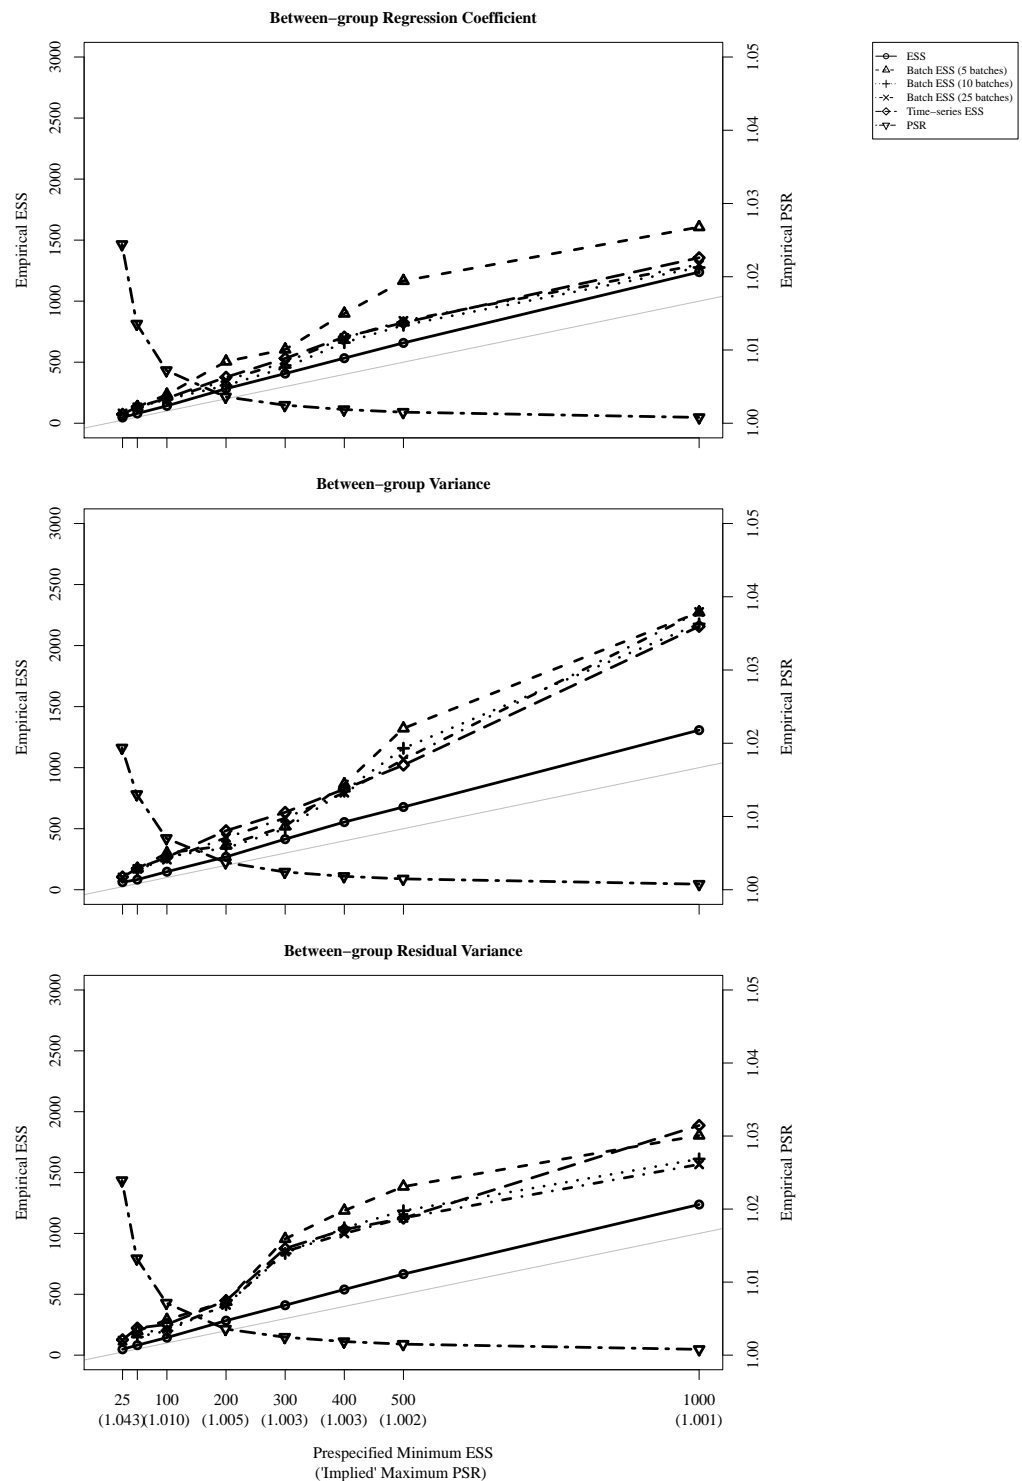 Between−group Regression Coefficient
3000
2500
2000
1500
1000
500
0
Empirical ESS
1.05
1.04
1.03
1.02
1.01
1.00
Empirical PSR
ESS
Batch ESS (5 batches)
Batch ESS (10 batches)
Batch ESS (25 batches)
Time−series ESS
PSR
Between−group Variance
3000
2500
2000
1500
1000
500
0
Empirical ESS
1.05
1.04
1.03
1.02
1.01
1.00
Empirical PSR
Between−group Residual Variance
3000
2500
2000
1500
1000
500
0
Empirical ESS
1.05
1.04
1.03
1.02
1.01
1.00
Empirical PSR
25 100 200 300 400 500 1000
(1.043) (1.010) (1.005) (1.003) (1.003) (1.002) (1.001)
Prespecified Minimum ESS
('Implied' Maximum PSR)